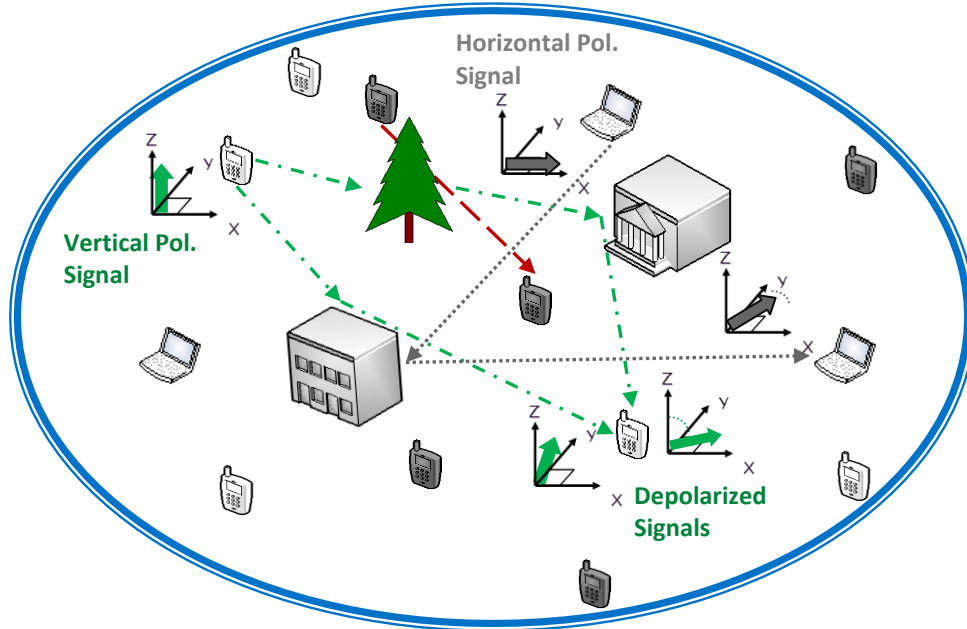 Horizontal Pol.
Signal
Z
Y
X
Z
Y
X
Vertical Pol.
Signal
Z
Y
X
Z
Y
X
Z
Y
X
Depolarized
Signals